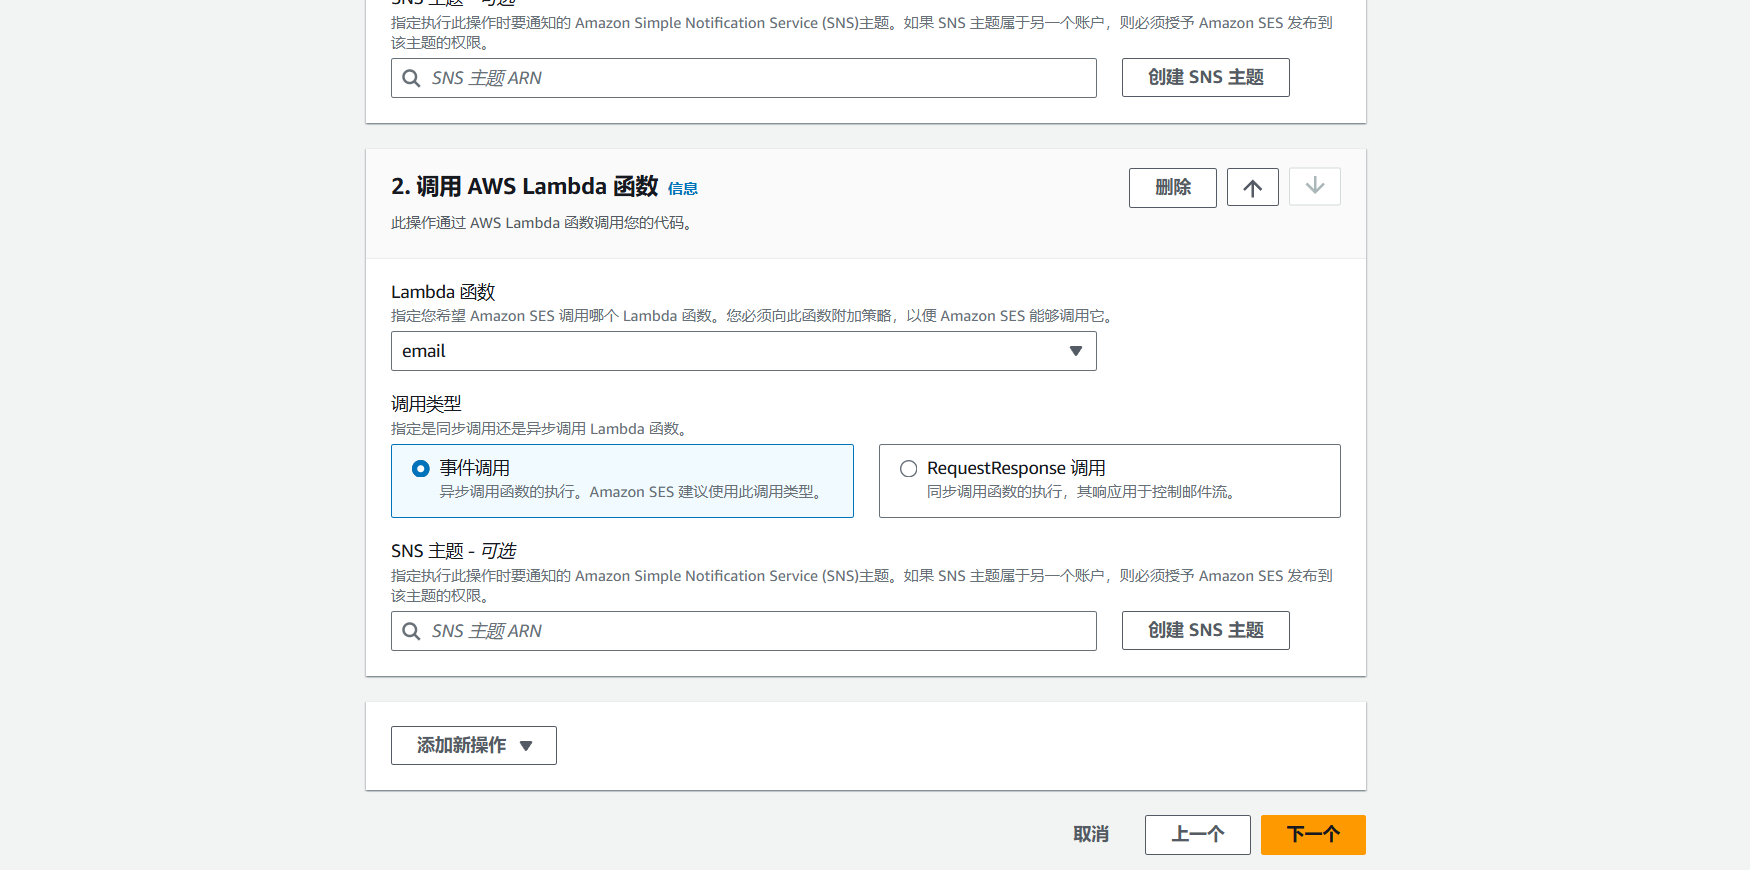 SNS 主题 - 可选
指定执行此操作时要通知的 Amazon Simple Notification Service (SNS)主题。如果 SNS 主题属于另一个账户，则必须授予 Amazon SES 发布到
该主题的权限。
SNS 主题 ARN
创建 SNS 主题
2. 调用 AWS Lambda 函数 信息
删除
此操作通过 AWS Lambda 函数调用您的代码。
Lambda 函数
指定您希望 Amazon SES 调用哪个 Lambda 函数。您必须向此函数附加策略，以便 Amazon SES 能够调用它。
email
调用类型
指定是同步调用还是异步调用 Lambda 函数。
事件调用
异步调用函数的执行。Amazon SES 建议使用此调用类型。
RequestResponse 调用
同步调用函数的执行，其响应用于控制邮件流。
SNS 主题 - 可选
指定执行此操作时要通知的 Amazon Simple Notification Service (SNS)主题。如果 SNS 主题属于另一个账户，则必须授予 Amazon SES 发布到
该主题的权限。
SNS 主题 ARN
创建 SNS 主题
添加新操作
取消
上一个
下一个